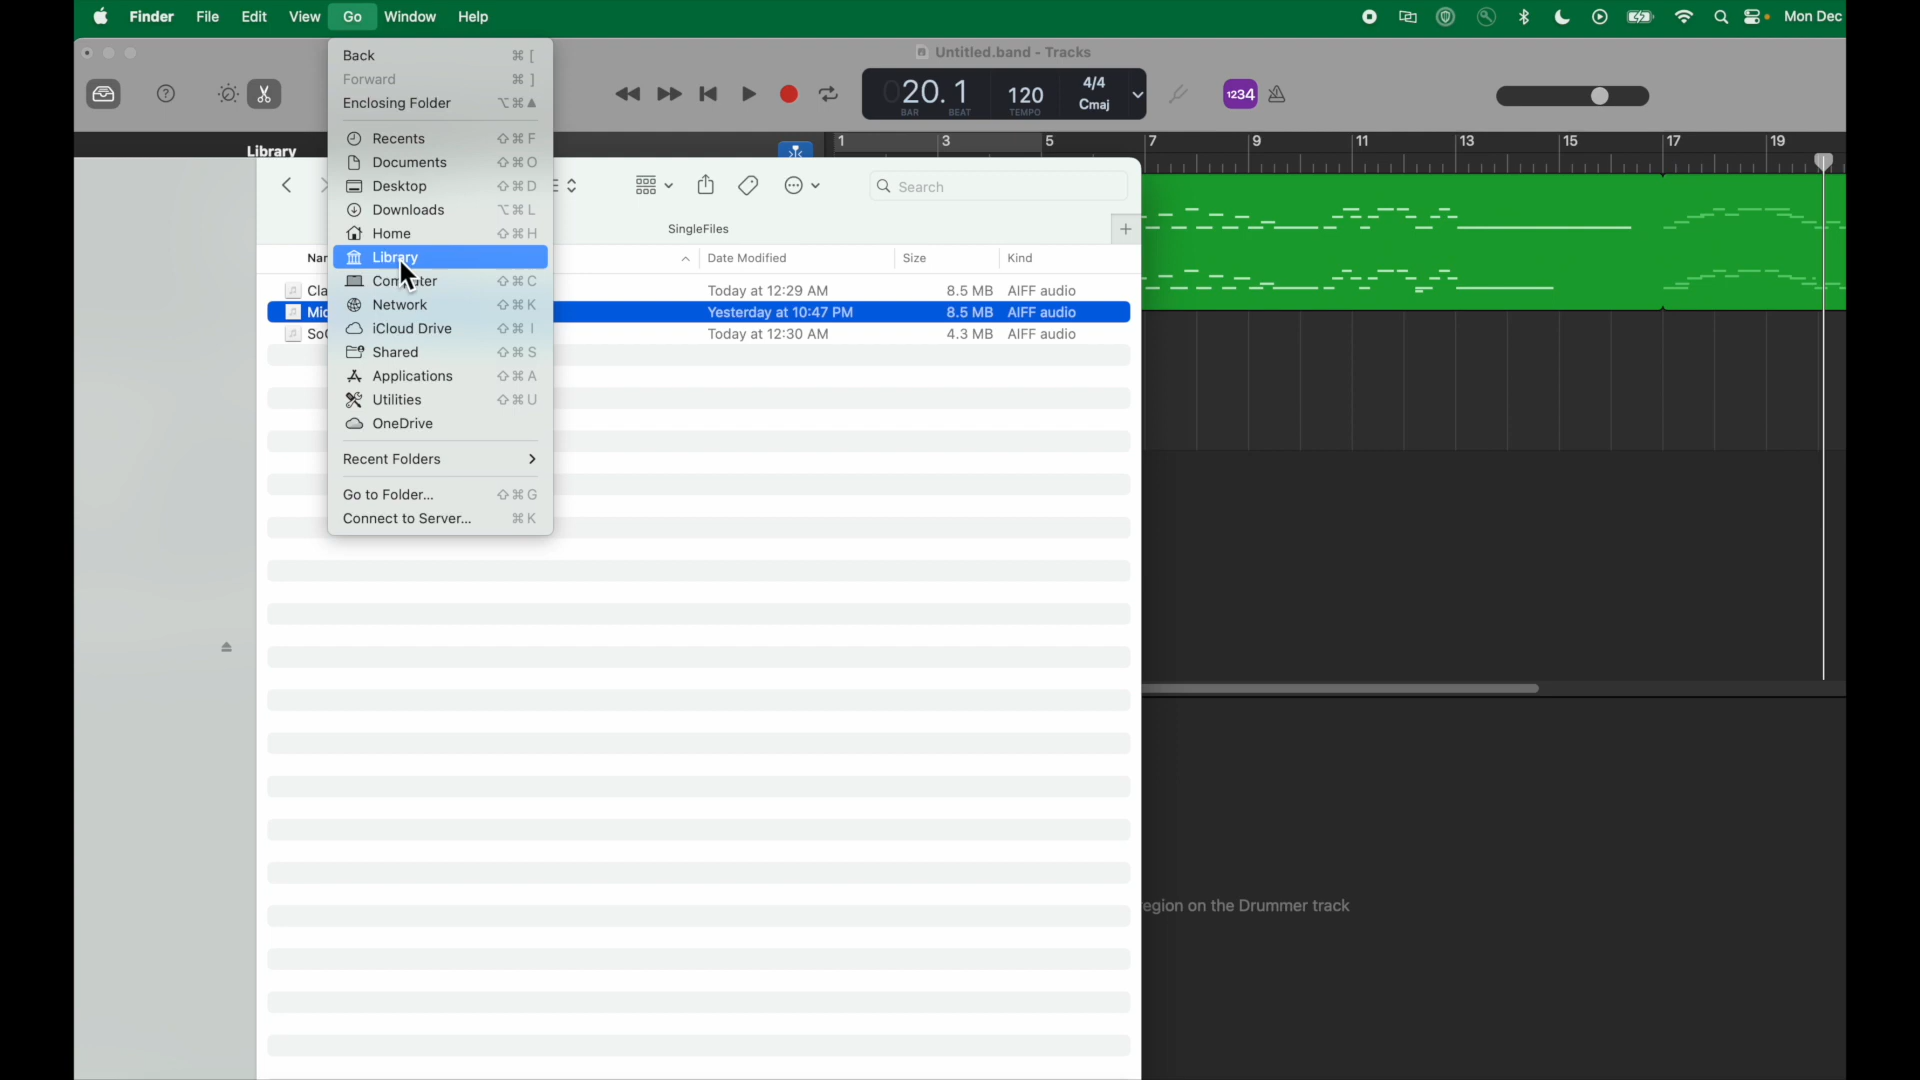 Finder File Edit View Go Window Help Mon Dec
Untitled.band - Tracks
Back ⌘ [
Forward ⌘ ]
Enclosing Folder ⌥⌘▲
Recents ⇧⌘F
Documents ⇧⌘O
Desktop ⇧⌘D
Downloads ⌥⌘L
Home ⇧⌘H
Library
Network ⇧⌘K
iCloud Drive ⇧⌘I
Shared ⇧⌘S
Applications ⇧⌘A
Utilities ⇧⌘U
OneDrive
Recent Folders
Go to Folder... ⇧⌘G
Connect to Server... ⌘K
⇧⌘C
020.1 120 4/4
Cmaj
BAR BEAT TEMPO
1234
Library
1 3 5 7 9 11 13 15 17 19
Search
SingleFiles
Date Modified Size Kind
Today at 12:29 AM 8.5 MB AIFF audio
Yesterday at 10:47 PM 8.5 MB AIFF audio
Today at 12:30 AM 4.3 MB AIFF audio
egion on the Drummer track